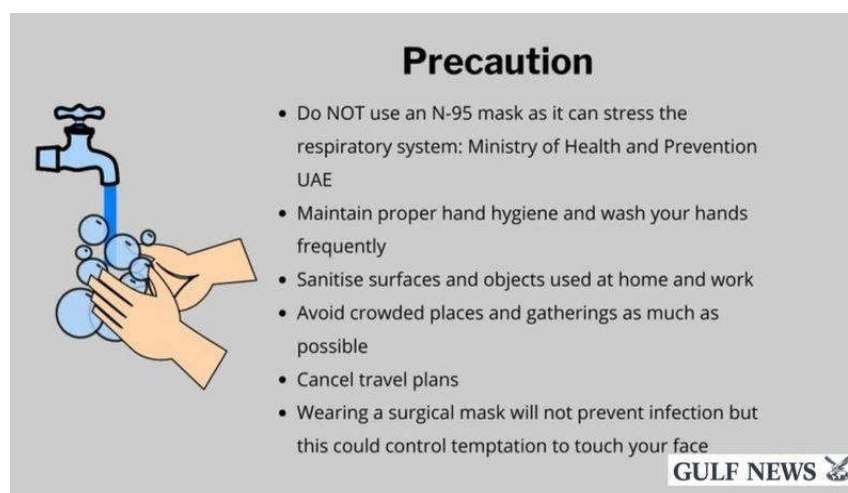 Precaution
• Do NOT use an N-95 mask as it can stress the
respiratory system: Ministry of Health and Prevention
UAE
• Maintain proper hand hygiene and wash your hands
frequently
• Sanitise surfaces and objects used at home and work
• Avoid crowded places and gatherings as much as
possible
• Cancel travel plans
• Wearing a surgical mask will not prevent infection but
this could control temptation to touch your face
GULF NEWS